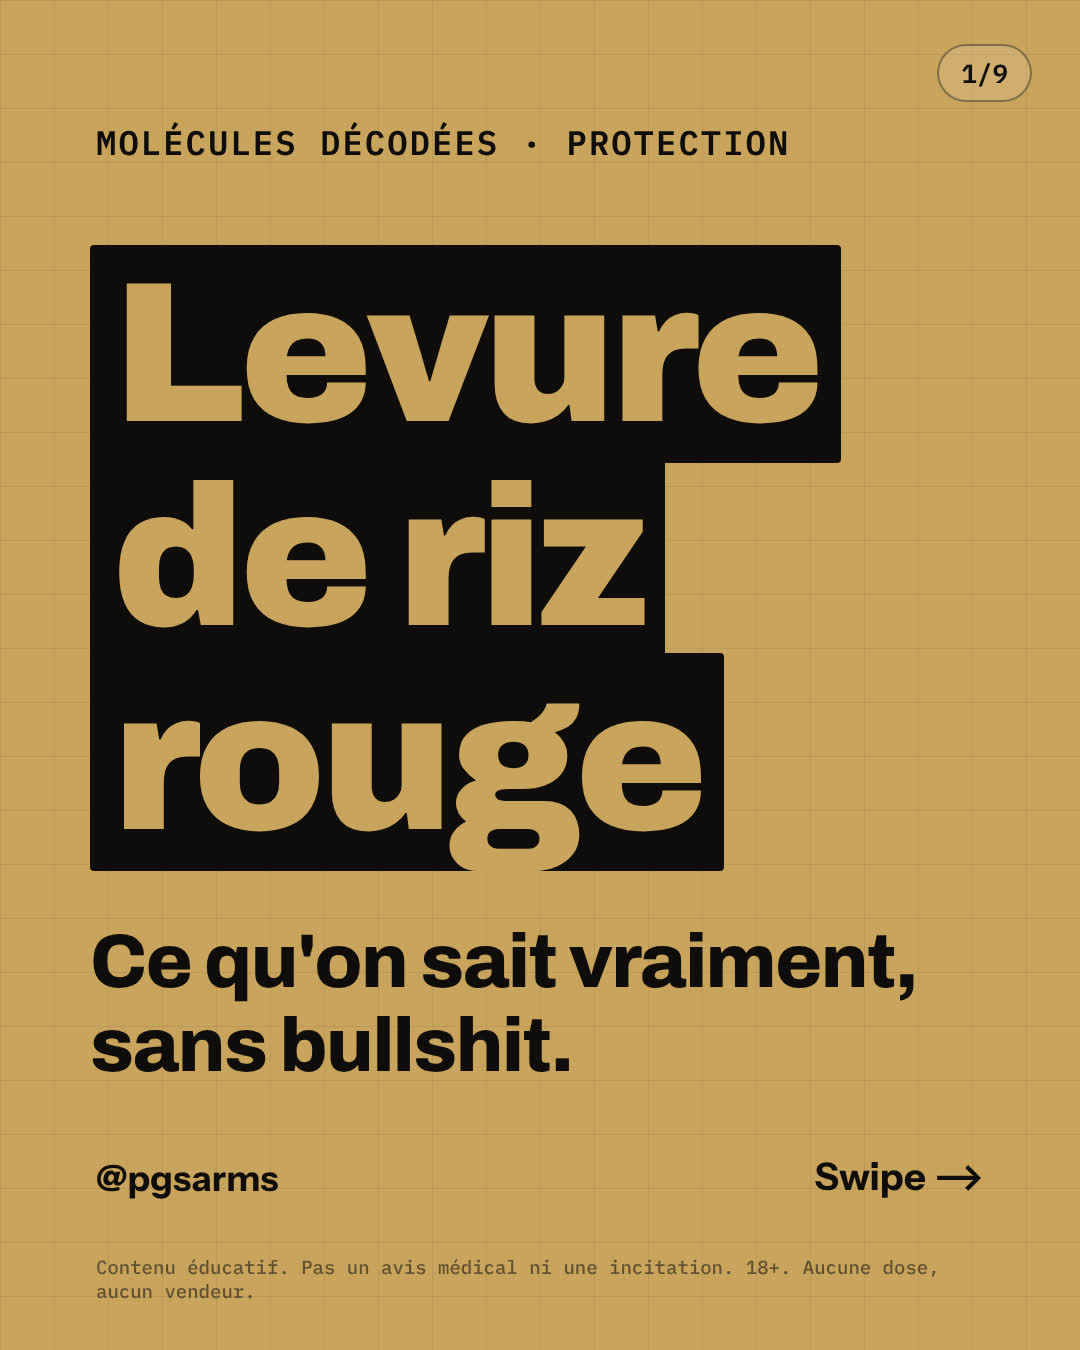 1/9
MOLÉCULES DÉCODÉES · PROTECTION
Levure
de riz
rouge
Ce qu'on sait vraiment,
sans bullshit.
@pgsarms
Swipe →
Contenu éducatif. Pas un avis médical ni une incitation. 18+. Aucune dose,
aucun vendeur.